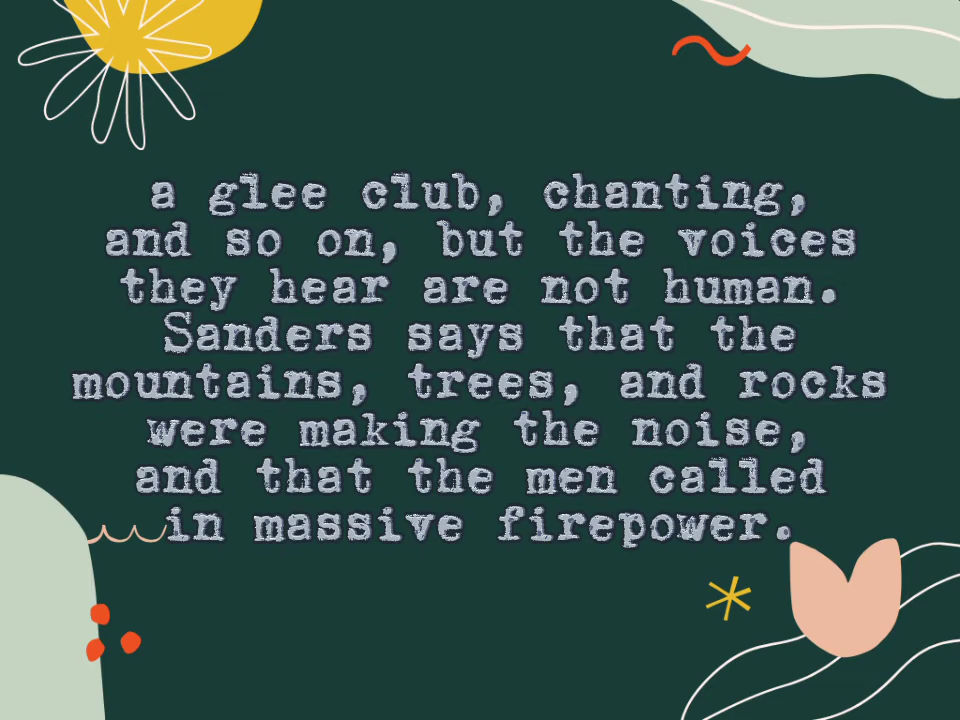 a glee club, chanting,
and so on, but the voices
they hear are not human.
Sanders says that the
mountains, trees, and rocks
were making the noise,
and that the men called
in massive firepower.